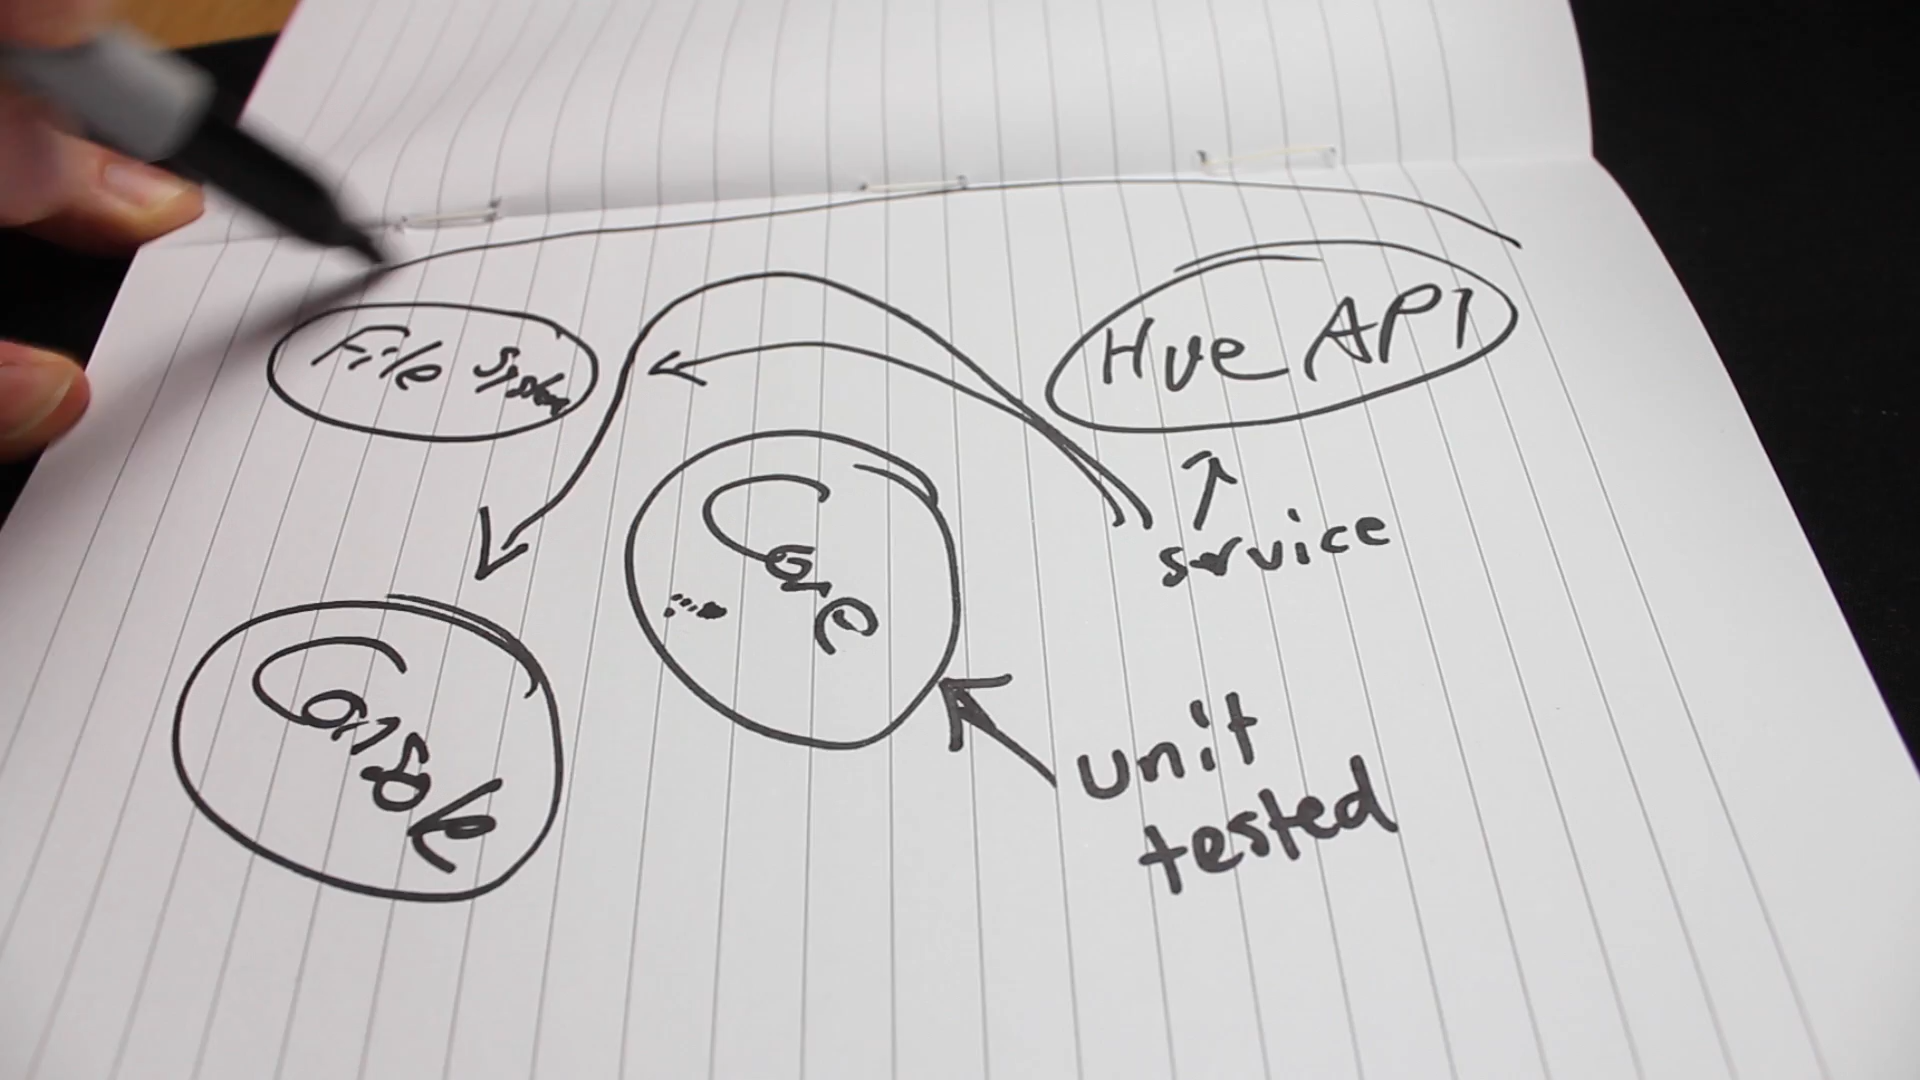 File System
Hue API
service
Core
Console
unit
tested